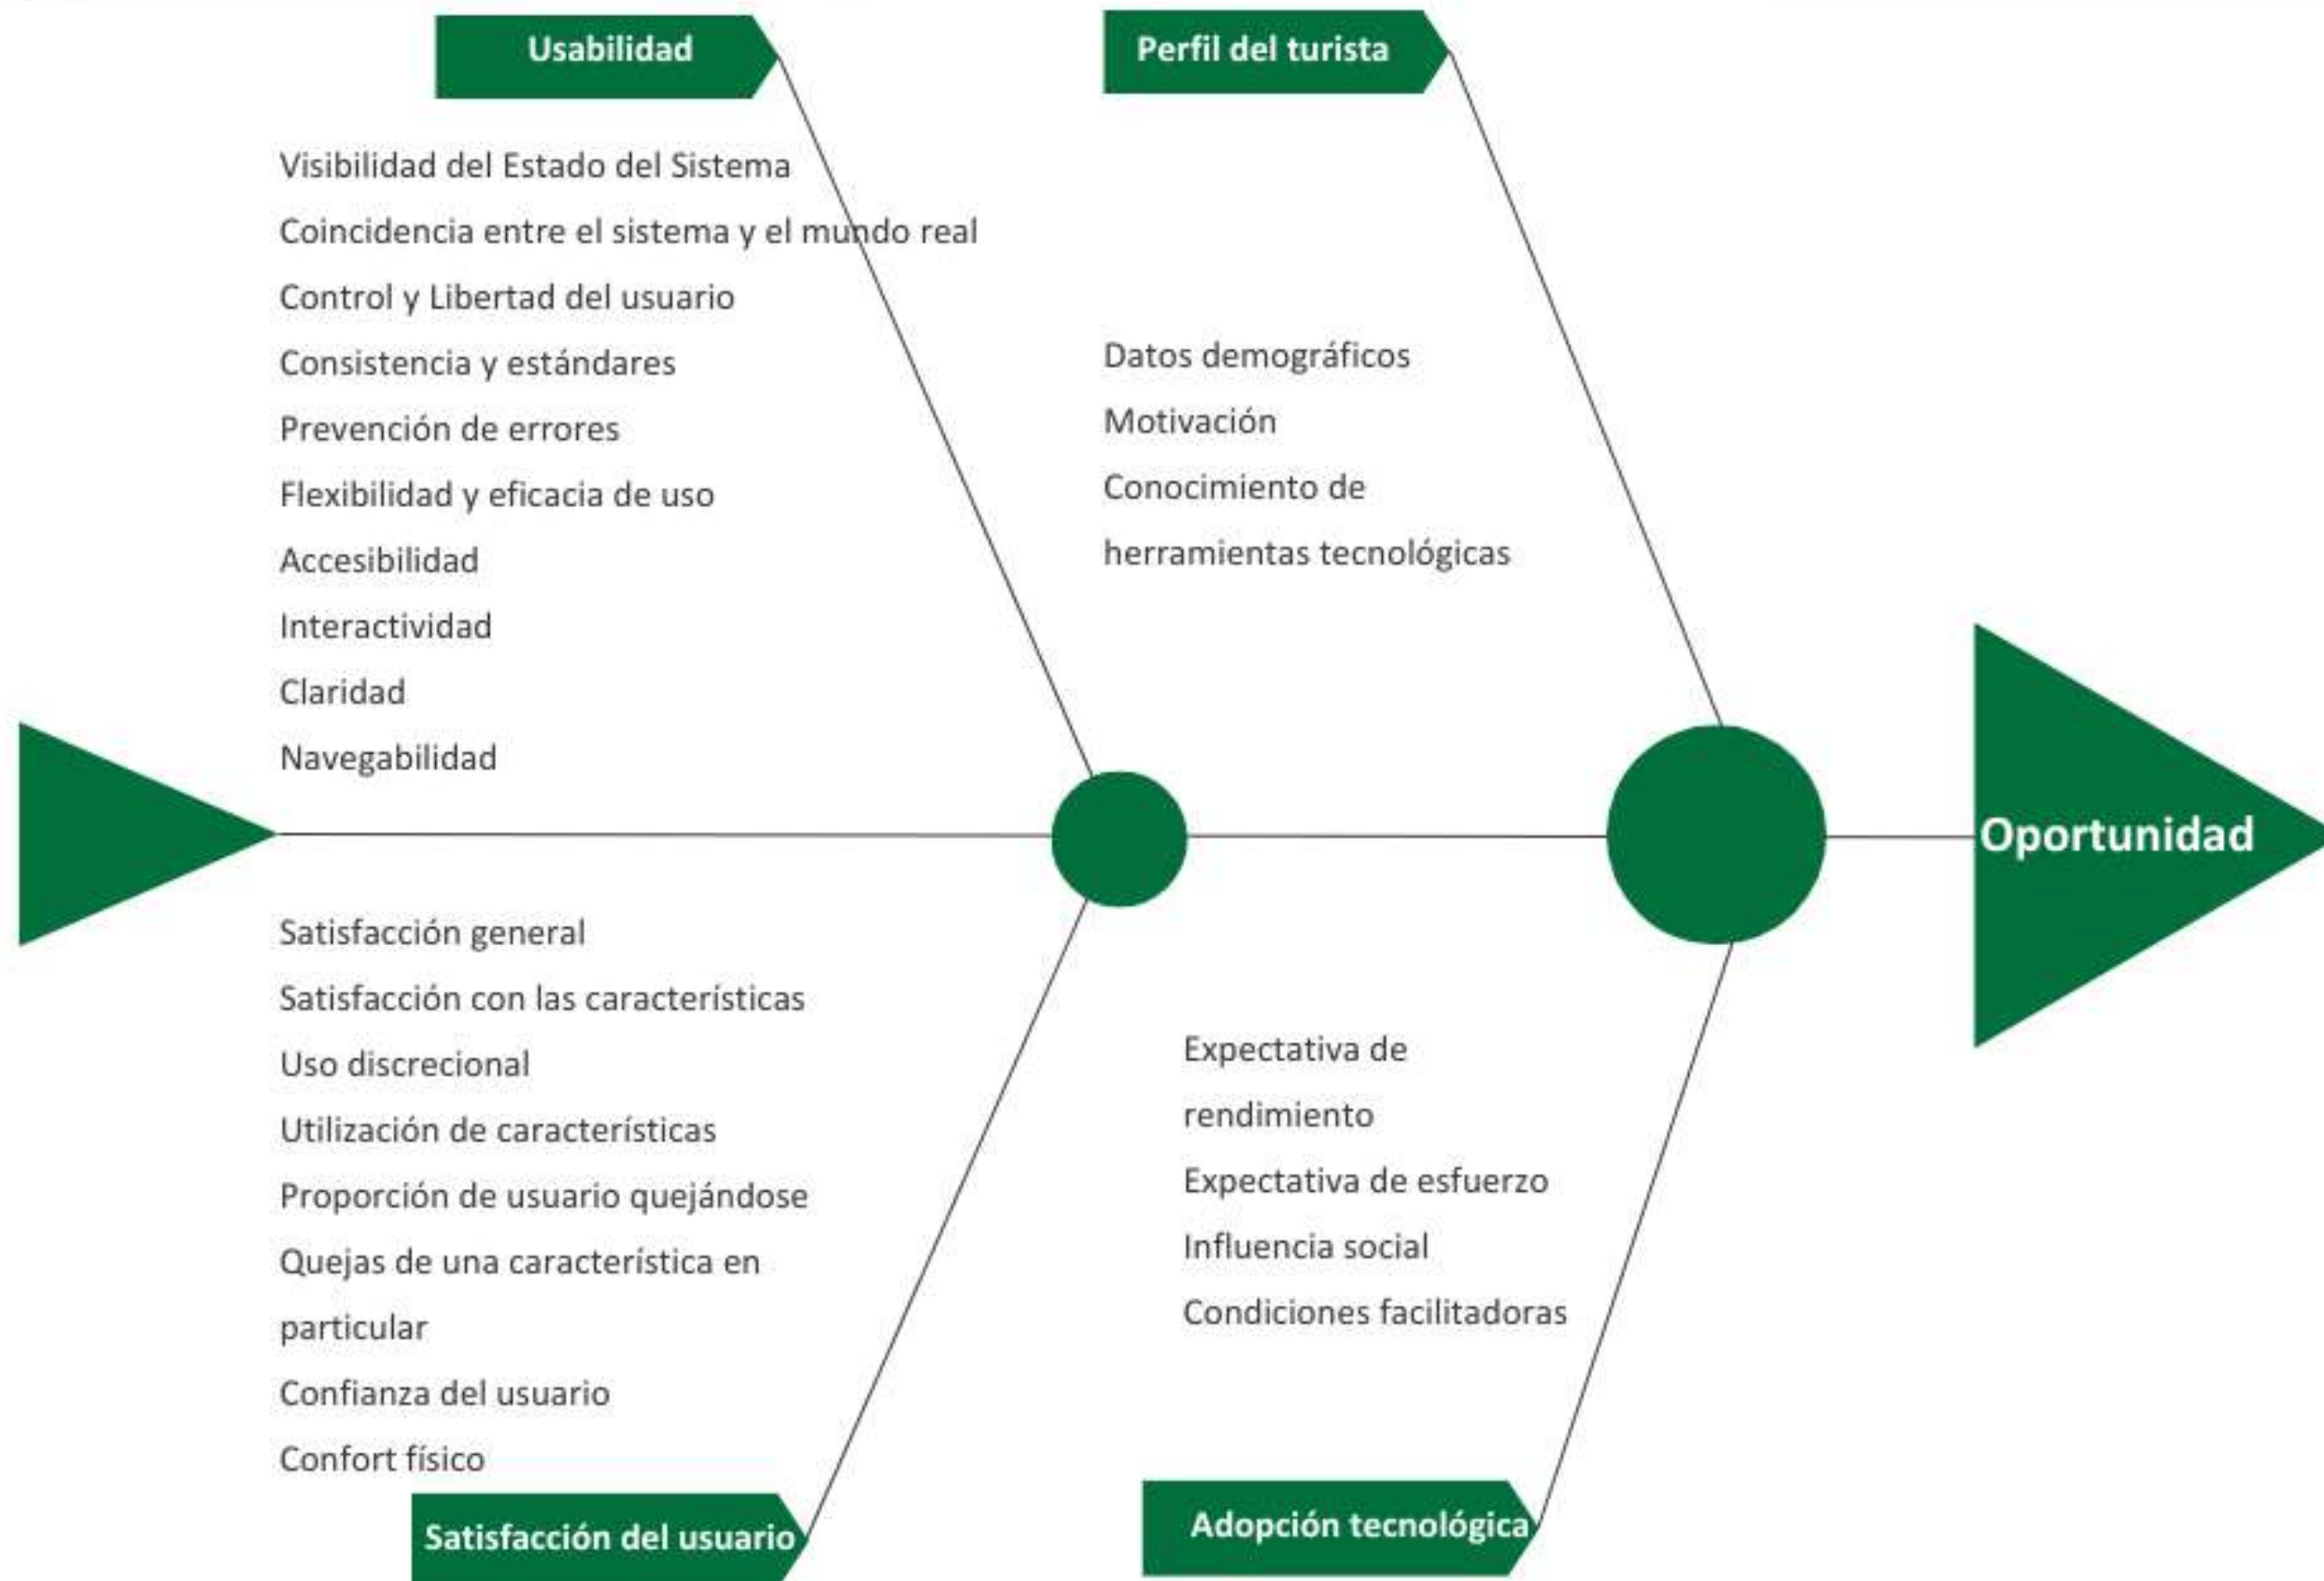 Usabilidad
Visibilidad del Estado del Sistema
Coincidencia entre el sistema y el mundo real
Control y Libertad del usuario
Consistencia y estándares
Prevención de errores
Flexibilidad y eficacia de uso
Accesibilidad
Interactividad
Claridad
Navegabilidad
Perfil del turista
Datos demográficos
Motivación
Conocimiento de
herramientas tecnológicas
Oportunidad
Satisfacción general
Satisfacción con las características
Uso discrecional
Utilización de características
Proporción de usuario quejándose
Quejas de una característica en
particular
Confianza del usuario
Confort físico
Satisfacción del usuario
Expectativa de
rendimiento
Expectativa de esfuerzo
Influencia social
Condiciones facilitadoras
Adopción tecnológica